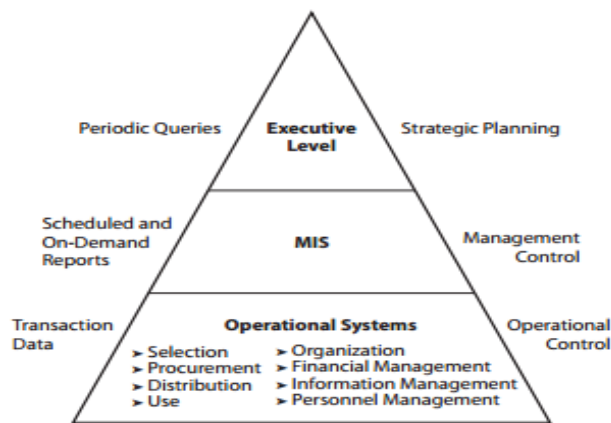 Periodic Queries
Executive
Level
Strategic Planning
Scheduled and
On-Demand
Reports
MIS
Management
Control
Transaction
Data
Operational Systems
➤ Selection
➤ Procurement
➤ Distribution
➤ Use
➤ Organization
➤ Financial Management
➤ Information Management
➤ Personnel Management
Operational
Control